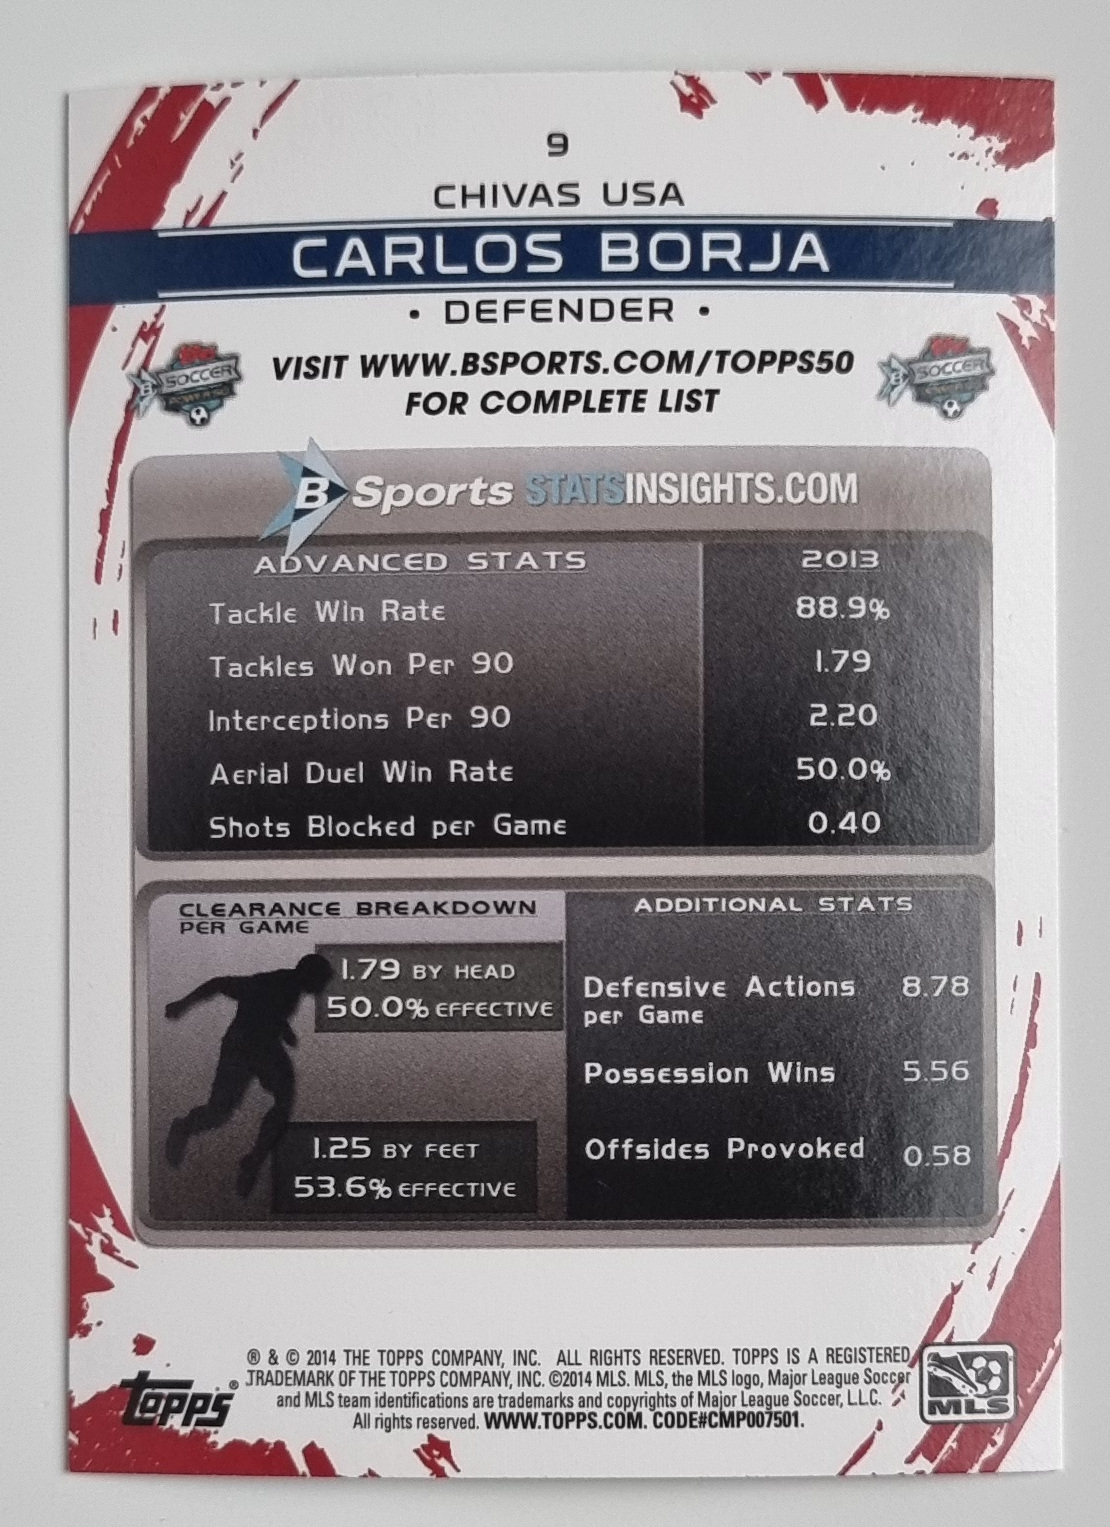 9
CHIVAS USA
CARLOS BORJA
• DEFENDER •
VISIT WWW.BSPORTS.COM/TOPPS50
FOR COMPLETE LIST
B SOCCER
B SOCCER
B Sports STATSINSIGHTS.COM
ADVANCED STATS 2013
Tackle Win Rate 88.9%
Tackles Won Per 90 1.79
Interceptions Per 90 2.20
Aerial Duel Win Rate 50.0%
Shots Blocked per Game 0.40
CLEARANCE BREAKDOWN
PER GAME
1.79 BY HEAD
50.0% EFFECTIVE
1.25 BY FEET
53.6% EFFECTIVE
ADDITIONAL STATS
Defensive Actions 8.78
per Game
Possession Wins 5.56
Offsides Provoked 0.58
® & © 2014 THE TOPPS COMPANY, INC. ALL RIGHTS RESERVED. TOPPS IS A REGISTERED
TRADEMARK OF THE TOPPS COMPANY, INC. ©2014 MLS. MLS, the MLS logo, Major League Soccer
and MLS team identifications are trademarks and copyrights of Major League Soccer, L.L.C.
All rights reserved. WWW.TOPPS.COM. CODE#CMP007501.
Topps®
MLS